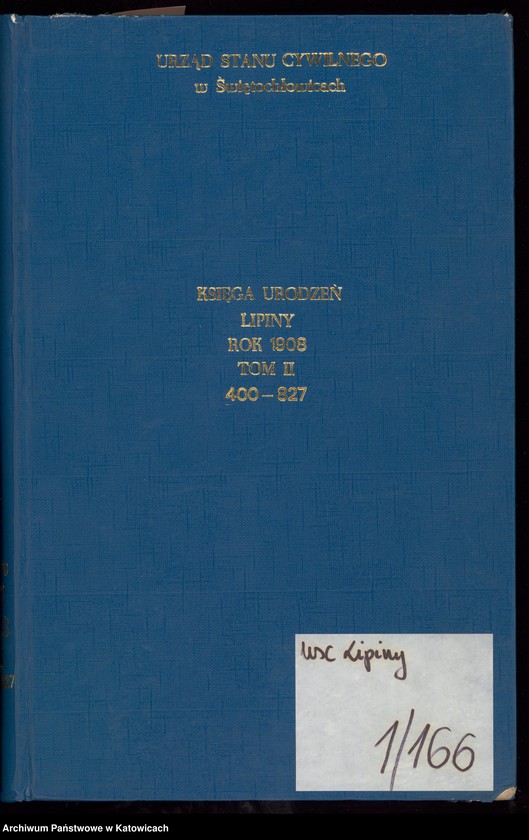 URZĄD STANU CYWILNEGO
w Świętochłowicach
KSIĘGA URODZEŃ
LIPINY
ROK 1908
TOM II
400-827
USC Lipiny
1/166
Archiwum Państwowe w Katowicach